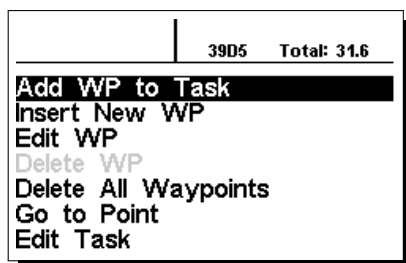 39D5 Total: 31.6
Add WP to Task
Insert New WP
Edit WP
Delete WP
Delete All Waypoints
Go to Point
Edit Task